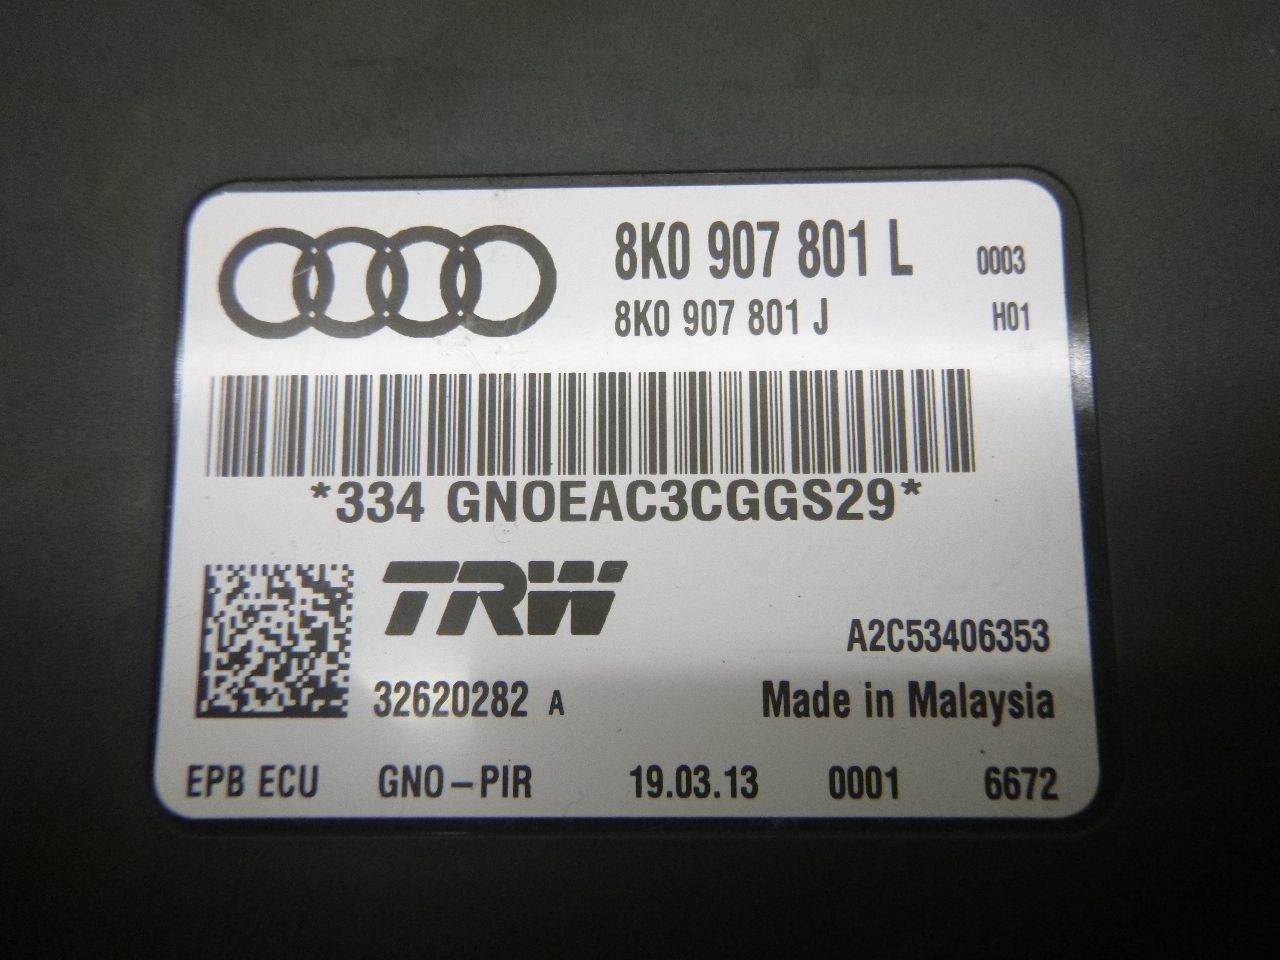 8K0 907 801 L 0003
8K0 907 801 J H01
*334 GNOEAC3CGGS29*
TRW
A2C53406353
32620282 A Made in Malaysia
EPB ECU GNO-PIR 19.03.13 0001 6672